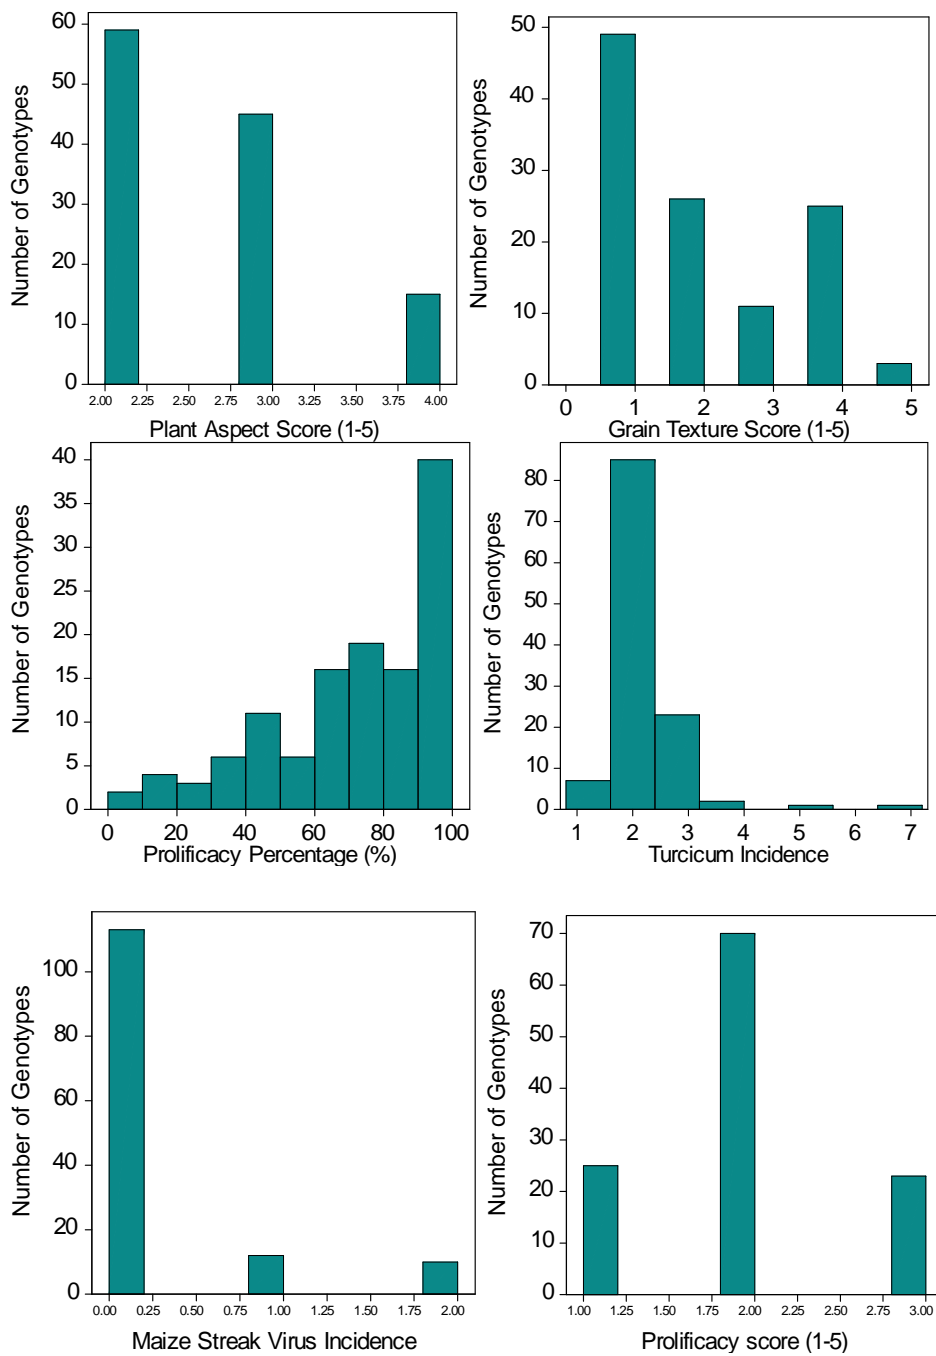 60
50
40
30
20
10
0
Number of Genotypes
2.00 2.25 2.50 2.75 3.00 3.25 3.50 3.75 4.00
Plant Aspect Score (1-5)
50
40
30
20
10
0
Number of Genotypes
0 1 2 3 4 5
Grain Texture Score (1-5)
40
35
30
25
20
15
10
5
0
Number of Genotypes
0 20 40 60 80 100
Prolificacy Percentage (%)
80
70
60
50
40
30
20
10
0
Number of Genotypes
1 2 3 4 5 6 7
Turcicum Incidence
100
80
60
40
20
0
Number of Genotypes
0.00 0.25 0.50 0.75 1.00 1.25 1.50 1.75 2.00
Maize Streak Virus Incidence
70
60
50
40
30
20
10
0
Number of Genotypes
1.00 1.25 1.50 1.75 2.00 2.25 2.50 2.75 3.00
Prolificacy score (1-5)